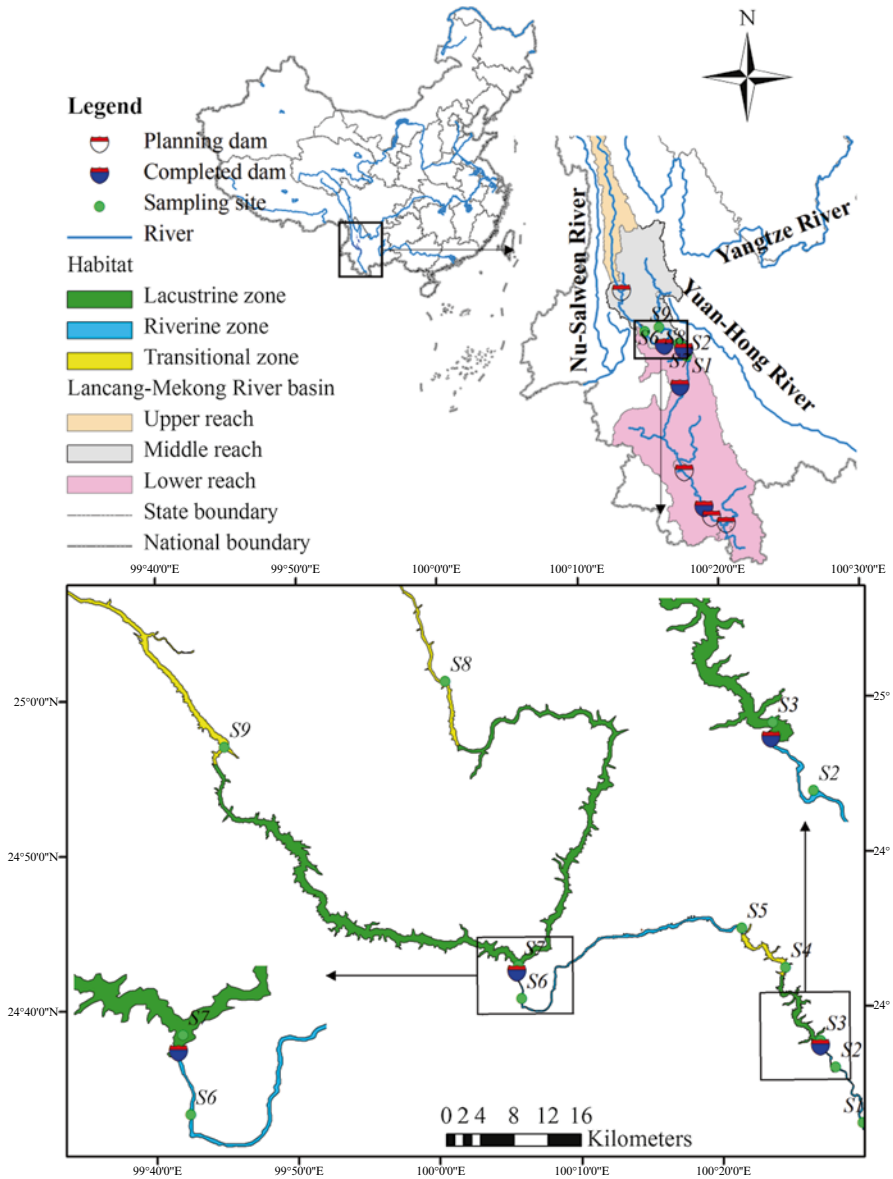 N
Legend
Planning dam
Completed dam
Sampling site
River
Habitat
Lacustrine zone
Riverine zone
Transitional zone
Lancang-Mekong River basin
Upper reach
Middle reach
Lower reach
State boundary
National boundary
Nu-Salween River
Yangtze River
Yuan-Hong River
S9
S6 S8 S2
S7 S1
99°40'0"E 99°50'0"E 100°0'0"E 100°10'0"E 100°20'0"E 100°30'0"E
S8
S3
25°0'0"N 25°
S9
S2
24°50'0"N 24°
S5
S7 S4
S6
24°40'0"N 24°
S7 S3
S2
S6 S1
0 2 4 8 12 16
Kilometers
99°40'0"E 99°50'0"E 100°0'0"E 100°10'0"E 100°20'0"E